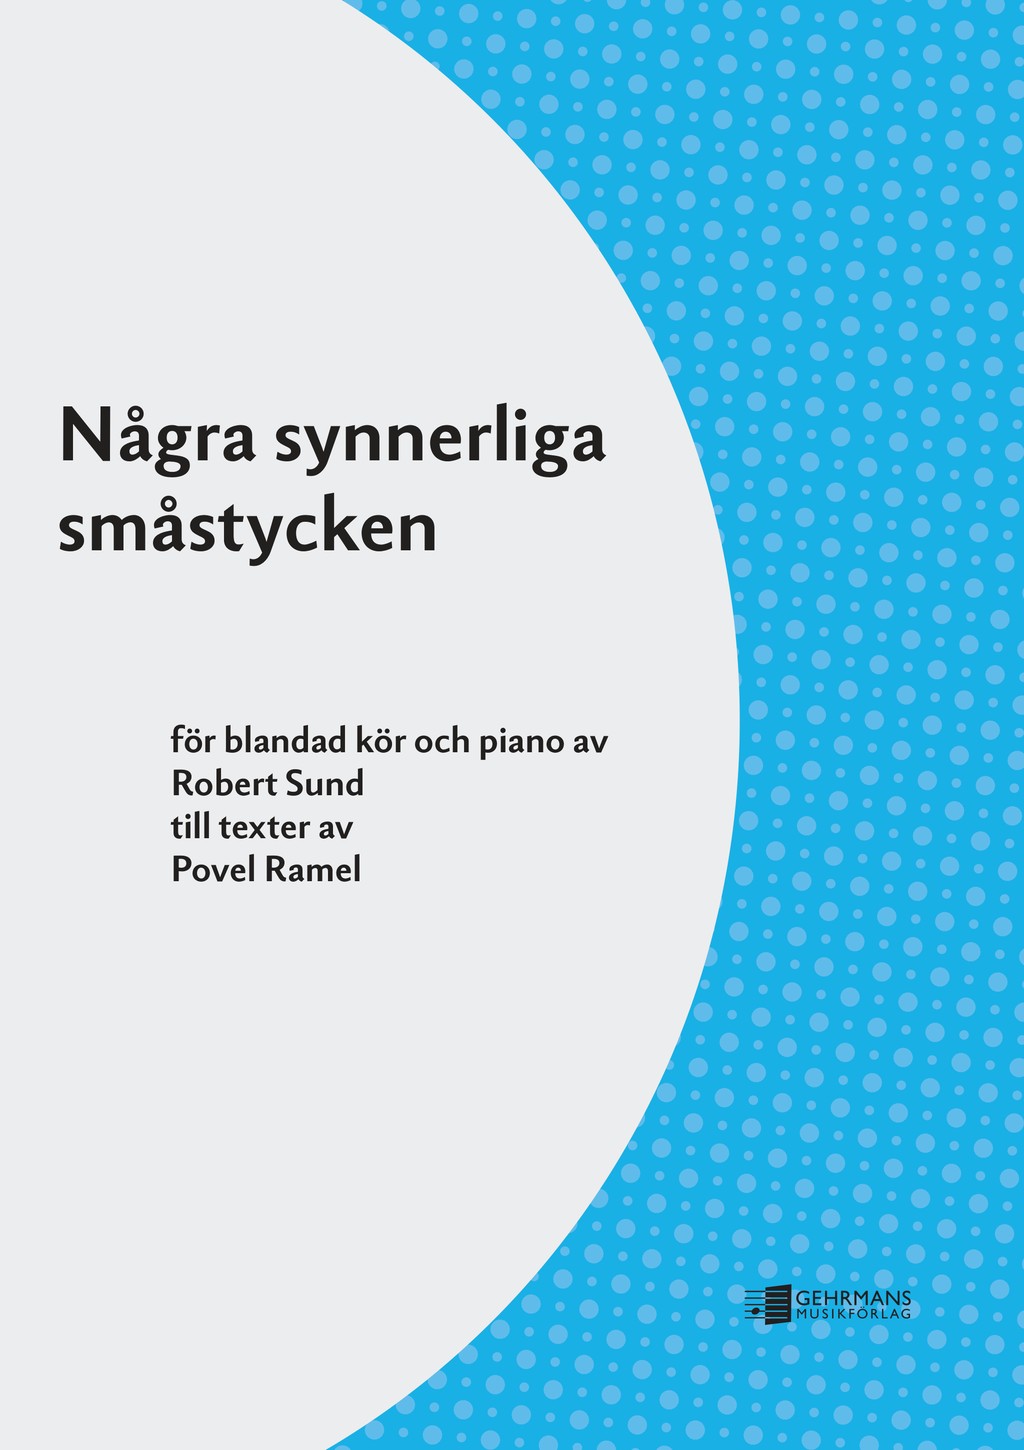 Några synnerliga
småstycken
för blandad kör och piano av
Robert Sund
till texter av
Povel Ramel
GEHRMANS
MUSIKFÖRLAG